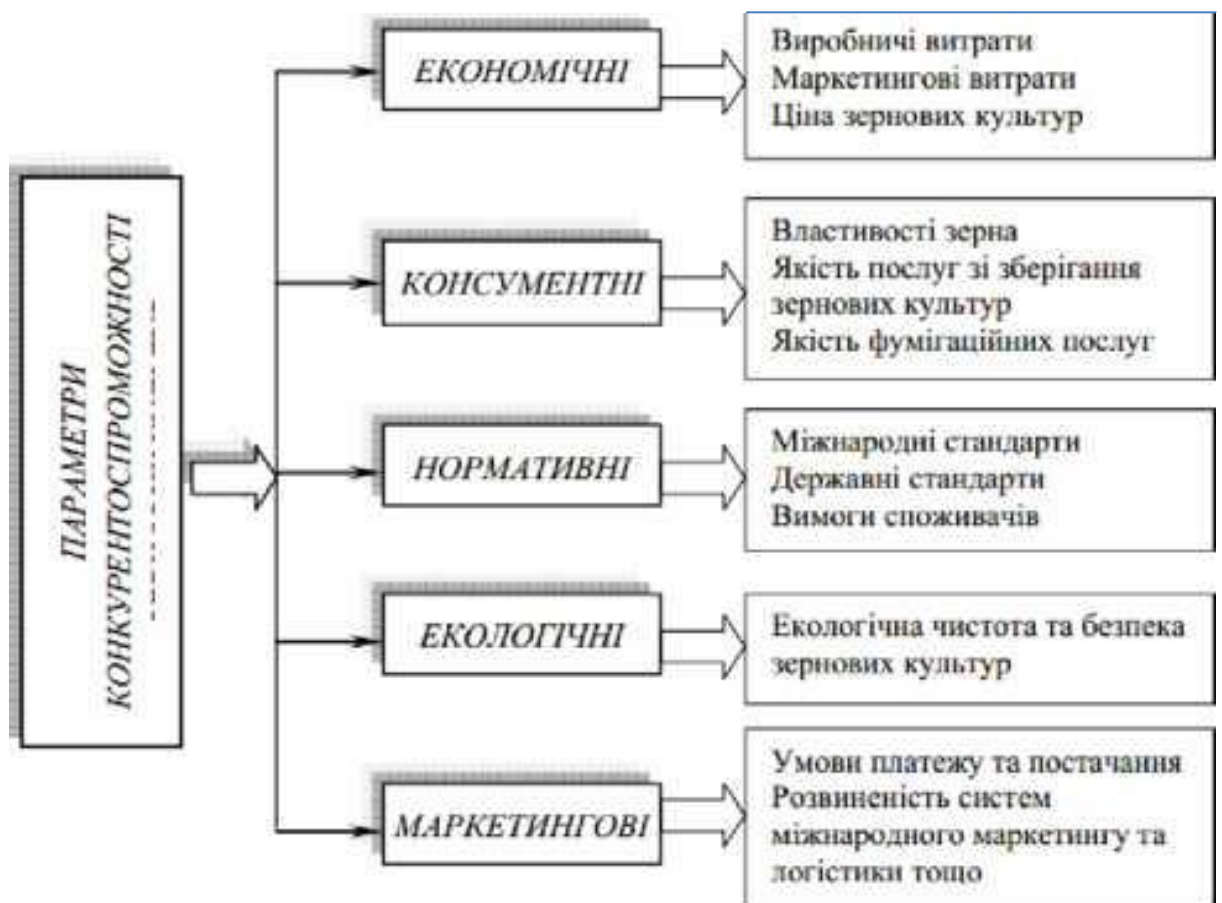 ПАРАМЕТРИ
КОНКУРЕНТОСПРОМОЖНОСТІ
ЕКОНОМІЧНІ
Виробничі витрати
Маркетингові витрати
Ціна зернових культур
КОНСУМЕНТНІ
Властивості зерна
Якість послуг зі зберігання
зернових культур
Якість фумігаційних послуг
НОРМАТИВНІ
Міжнародні стандарти
Державні стандарти
Вимоги споживачів
ЕКОЛОГІЧНІ
Екологічна чистота та безпека
зернових культур
МАРКЕТИНГОВІ
Умови платежу та постачання
Розвиненість систем
міжнародного маркетингу та
логістики тощо